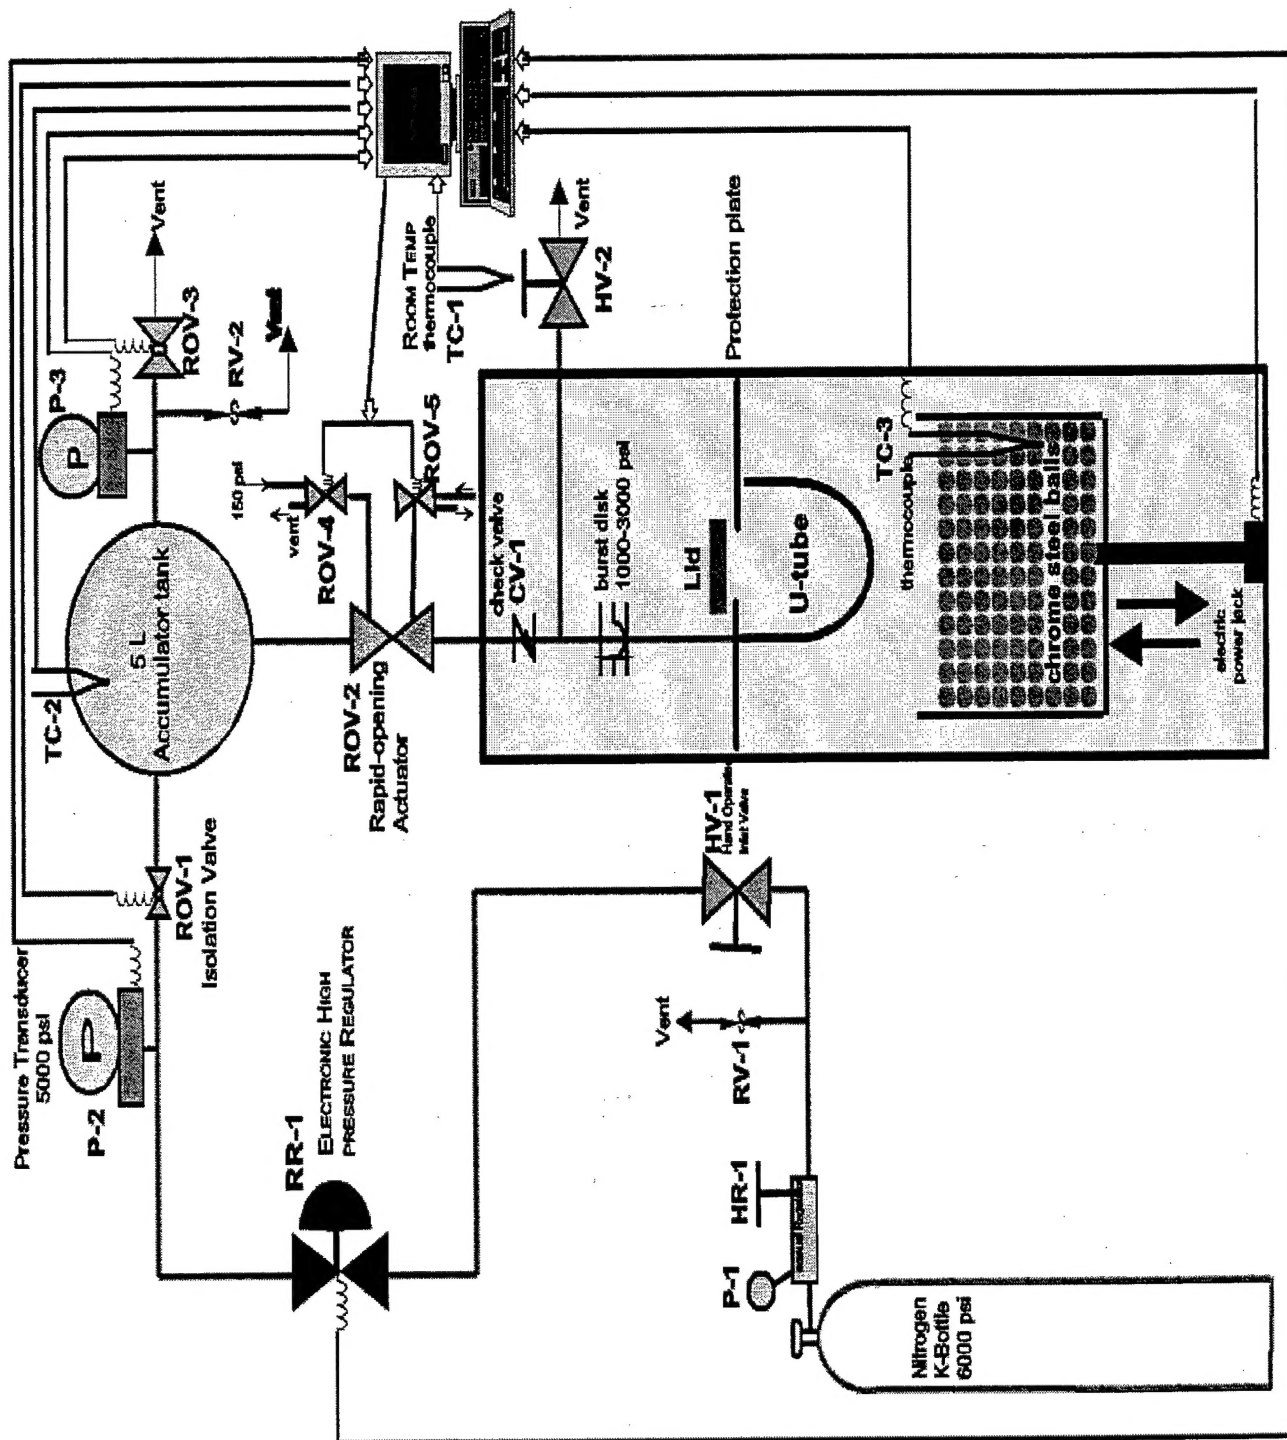 Pressure Transducer
5000 psi
P-2
P
ROV-1
Isolation Valve
TC-2
.5 L
Accumulator tank
P-3
P
ROV-3
Vent
RV-2
Vent
150 psi
vent
ROV-4
ROV-5
ROV-2
Rapid-opening
Actuator
ROOM TEMP
thermocouple
TC-1
HV-2
Vent
check valve
CV-1
burst disk
1000-3000 psi
Lid
Protection plate
U-tube
TC-3
thermocouple
chrome steel balls
electric
power jack
RR-1
ELECTRONIC HIGH
PRESSURE REGULATOR
HV-1
Hand Operated
Inlet Valve
Vent
RV-1
HR-1
P-1
Nitrogen
K-Bottle
6000 psi